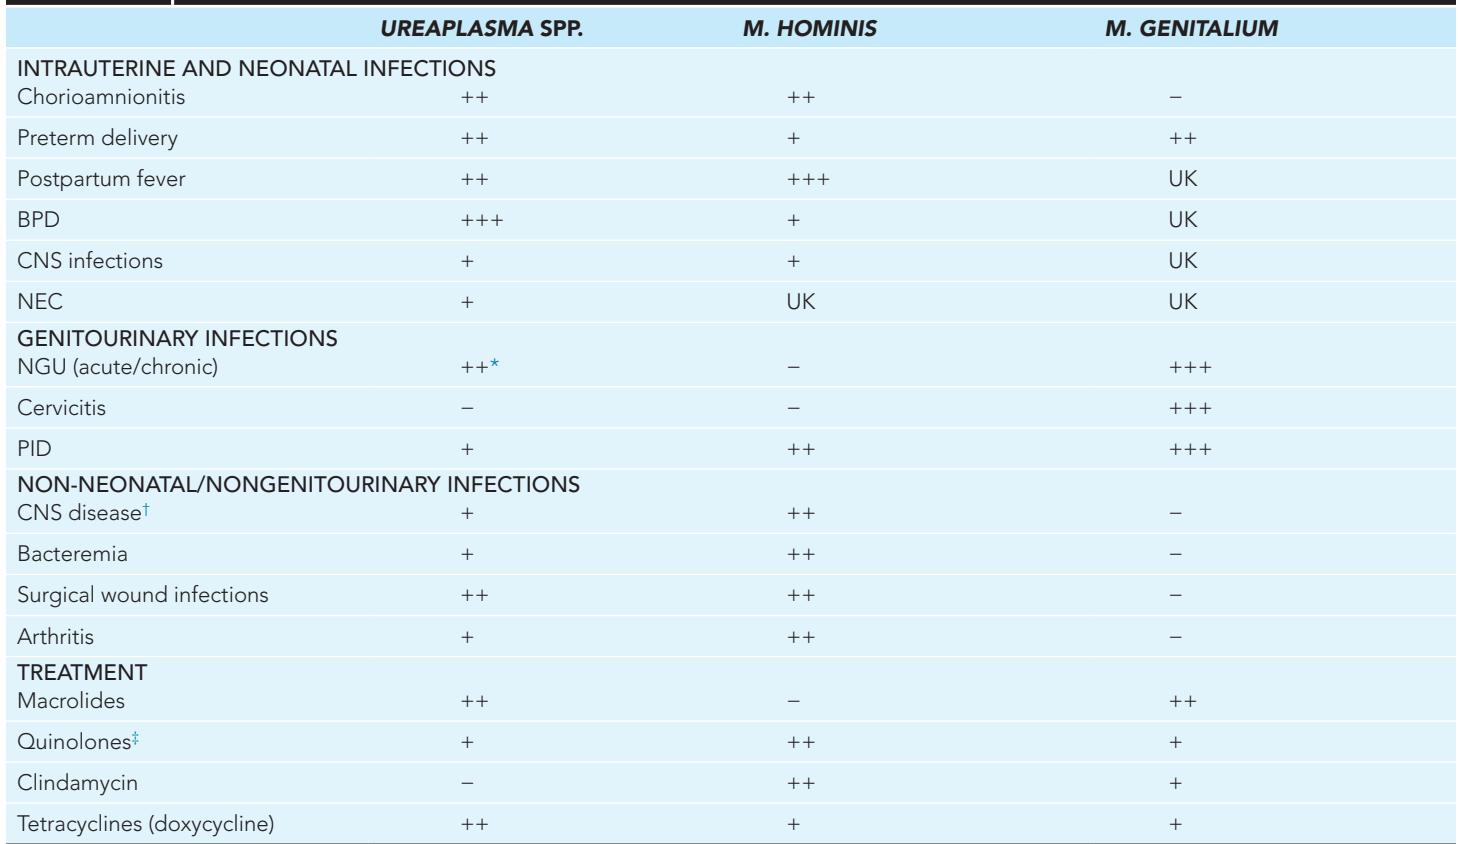 UREAPLASMA SPP. M. HOMINIS M. GENITALIUM
INTRAUTERINE AND NEONATAL INFECTIONS
Chorioamnionitis ++ ++ −
Preterm delivery ++ + ++
Postpartum fever ++ +++ UK
BPD +++ + UK
CNS infections + + UK
NEC + UK UK
GENITOURINARY INFECTIONS
NGU (acute/chronic) ++* − +++
Cervicitis − − +++
PID + ++ +++
NON-NEONATAL/NONGENITOURINARY INFECTIONS
CNS disease† + ++ −
Bacteremia + ++ −
Surgical wound infections ++ ++ −
Arthritis + ++ −
TREATMENT
Macrolides ++ − ++
Quinolones‡ + ++ +
Clindamycin − ++ +
Tetracyclines (doxycycline) ++ + +